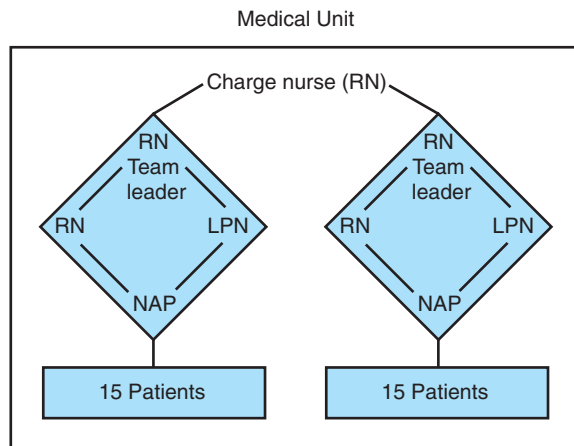 Medical Unit
Charge nurse (RN)
RN
Team
leader
RN
LPN
NAP
15 Patients
RN
Team
leader
RN
LPN
NAP
15 Patients